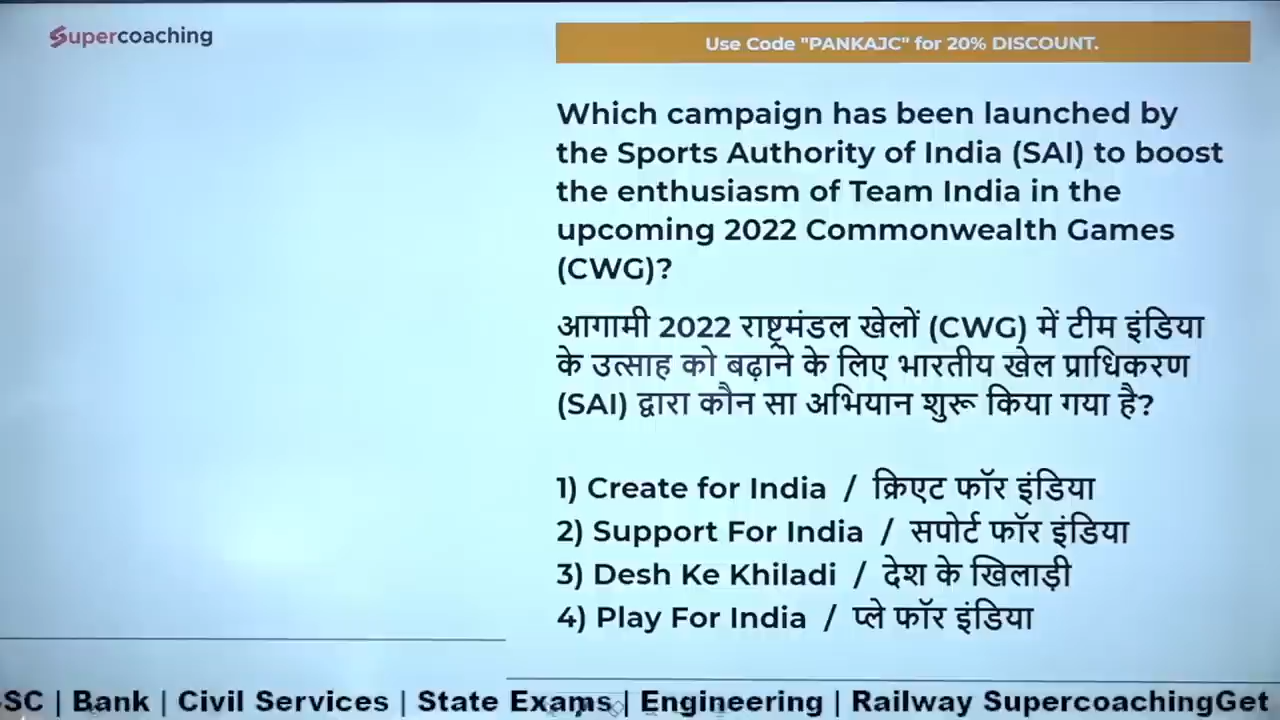 Supercoaching
Use Code "PANKAJC" for 20% DISCOUNT.
Which campaign has been launched by
the Sports Authority of India (SAI) to boost
the enthusiasm of Team India in the
upcoming 2022 Commonwealth Games
(CWG)?
आगामी 2022 राष्ट्रमंडल खेलों (CWG) में टीम इंडिया
के उत्साह को बढ़ाने के लिए भारतीय खेल प्राधिकरण
(SAI) द्वारा कौन सा अभियान शुरू किया गया है?
1) Create for India / क्रिएट फॉर इंडिया
2) Support For India / सपोर्ट फॉर इंडिया
3) Desh Ke Khiladi / देश के खिलाड़ी
4) Play For India / प्ले फॉर इंडिया
SC | Bank | Civil Services | State Exams | Engineering | Railway SupercoachingGet